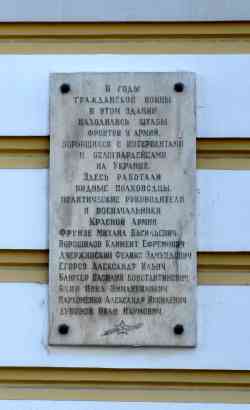 В годы
гражданской войны
в этом здании
находились штабы
фронтов и армий,
боровшихся с интервентами
и белогвардейцами
на Украине.
Здесь работали
видные полководцы,
политические руководители
и военачальники
Красной Армии
Фрунзе Михаил Васильевич
Ворошилов Климент Ефремович
Дзержинский Феликс Эдмундович
Егоров Александр Ильич
Блюхер Василий Константинович
Якир Иона Эммануилович
Пархоменко Александр Яковлевич
Дубовой Иван Наумович